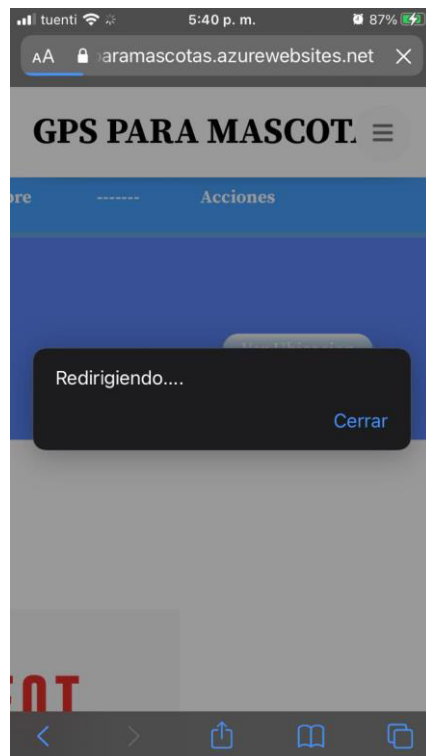 tuenti 5:40 p. m. 87%
AA aramascotas.azurewebsites.net
GPS PARA MASCOT
re ------- Acciones
Redirigiendo....
Cerrar